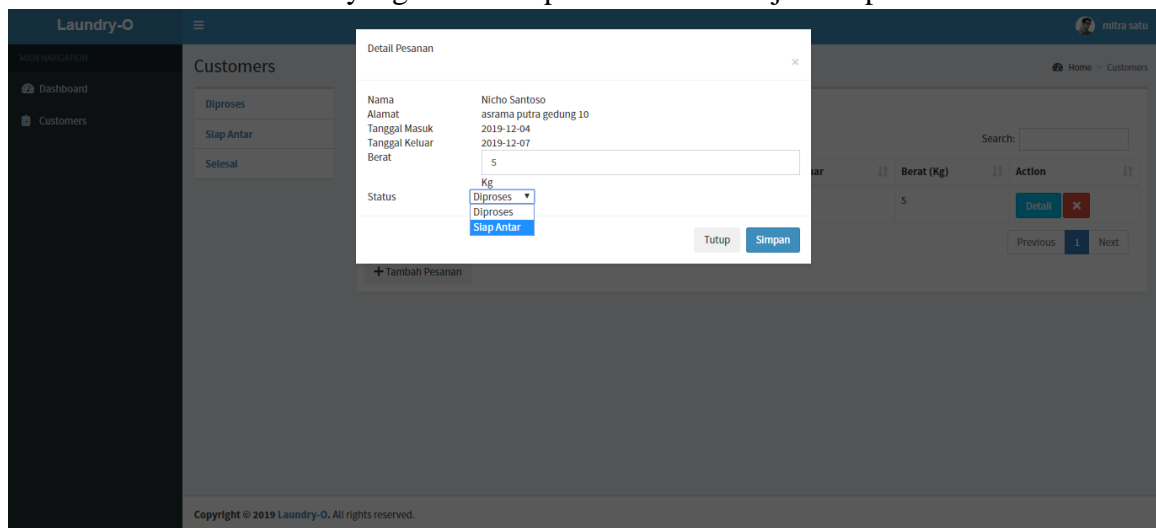 Laundry-O
mitra satu
MAIN NAVIGATION
Dashboard
Customers
Customers
Home > Customers
Diproses
Siap Antar
Selesai
Detail Pesanan
×
Nama Nicho Santoso
Alamat asrama putra gedung 10
Tanggal Masuk 2019-12-04
Tanggal Keluar 2019-12-07
Berat 5
Kg
Status Diproses
Diproses
Siap Antar
Tutup Simpan
Search:
Berat (Kg) Action
5 Detail
Previous 1 Next
+ Tambah Pesanan
Copyright © 2019 Laundry-O. All rights reserved.